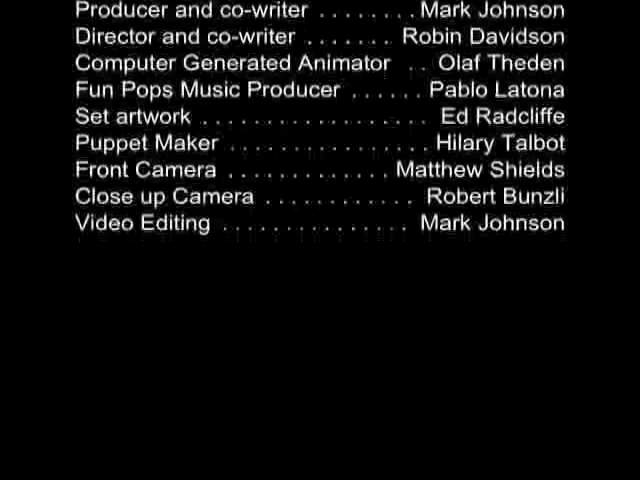 Producer and co-writer . . . . . . . . Mark Johnson
Director and co-writer . . . . . . . Robin Davidson
Computer Generated Animator . . Olaf Theden
Fun Pops Music Producer . . . . . . Pablo Latona
Set artwork . . . . . . . . . . . . . . . . . . Ed Radcliffe
Puppet Maker . . . . . . . . . . . . . . . . Hilary Talbot
Front Camera . . . . . . . . . . . . . Matthew Shields
Close up Camera . . . . . . . . . . . . Robert Bunzli
Video Editing . . . . . . . . . . . . . . . Mark Johnson